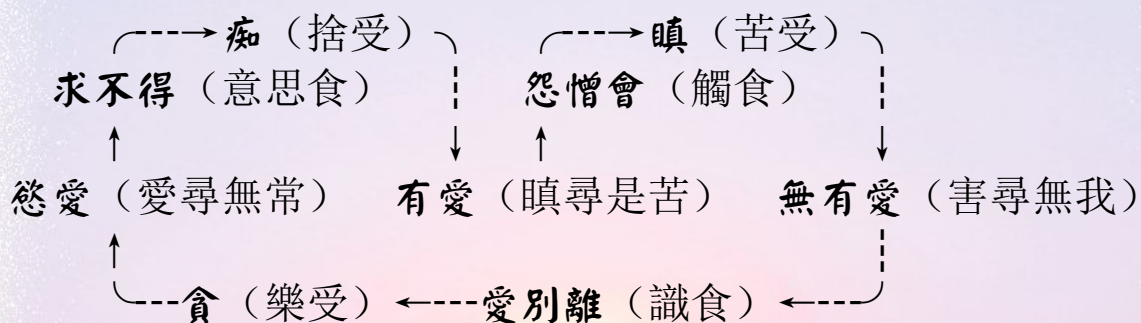 痴（捨受） 瞋（苦受）
求不得（意思食） 怨憎會（觸食）
慾愛（愛尋無常） 有愛（瞋尋是苦） 無有愛（害尋無我）
貪（樂受） 愛別離（識食）